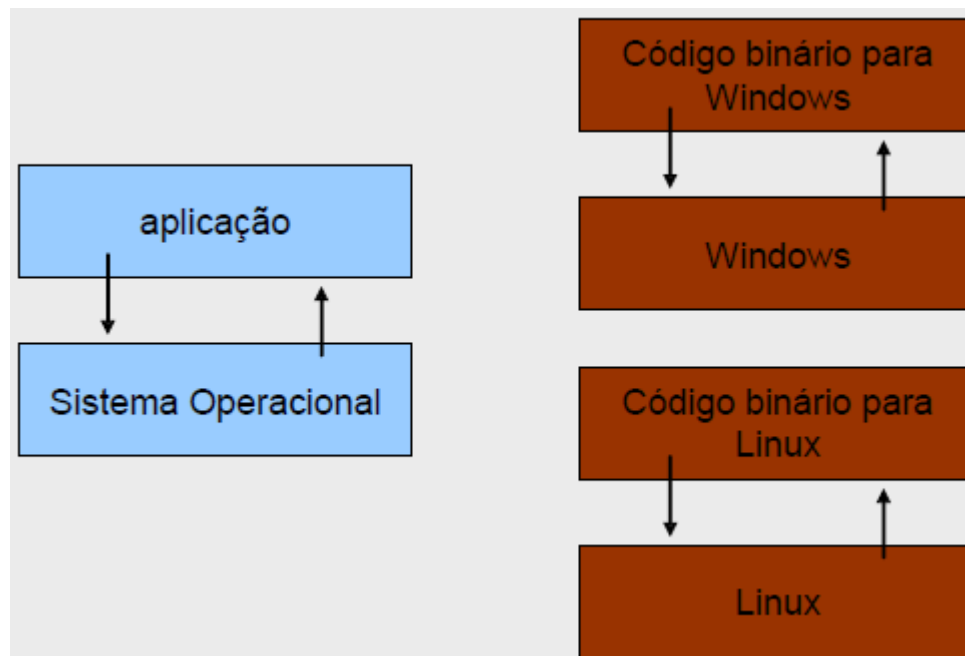 aplicação
Sistema Operacional
Código binário para
Windows
Windows
Código binário para
Linux
Linux